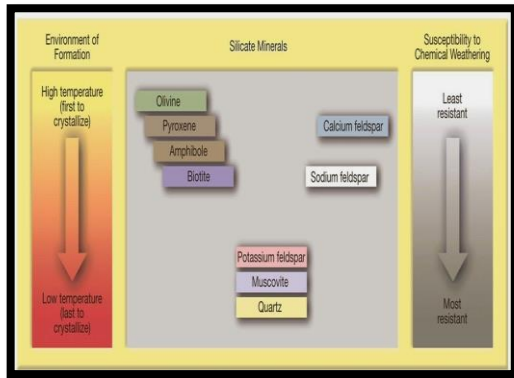 Environment of
Formation
Silicate Minerals
Susceptibility to
Chemical Weathering
High temperature
(first to
crystallize)
Olivine
Pyroxene
Amphibole
Biotite
Calcium feldspar
Sodium feldspar
Least
resistant
Potassium feldspar
Muscovite
Quartz
Low temperature
(last to
crystallize)
Most
resistant